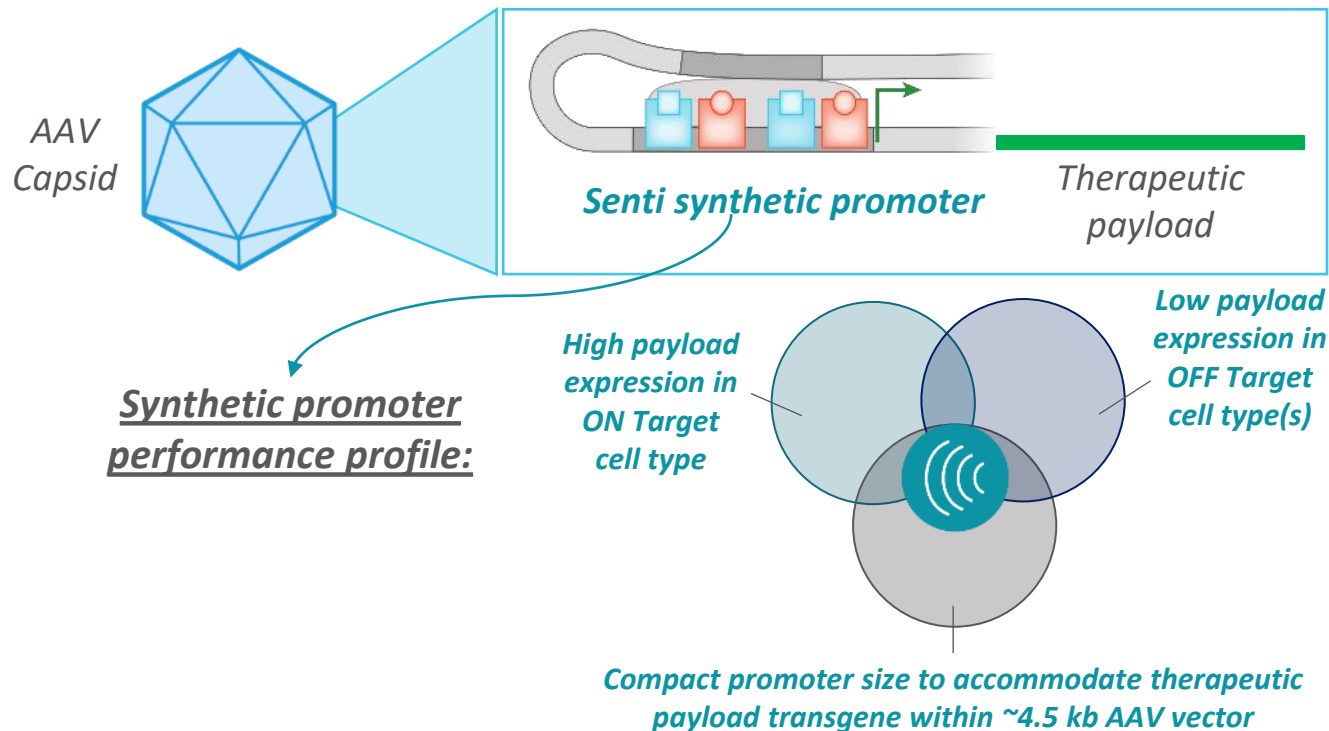 AAV
Capsid
Senti synthetic promoter
Therapeutic
payload
Synthetic promoter
performance profile:
High payload
expression in
ON Target
cell type
Low payload
expression in
OFF Target
cell type(s)
Compact promoter size to accommodate therapeutic
payload transgene within ~4.5 kb AAV vector